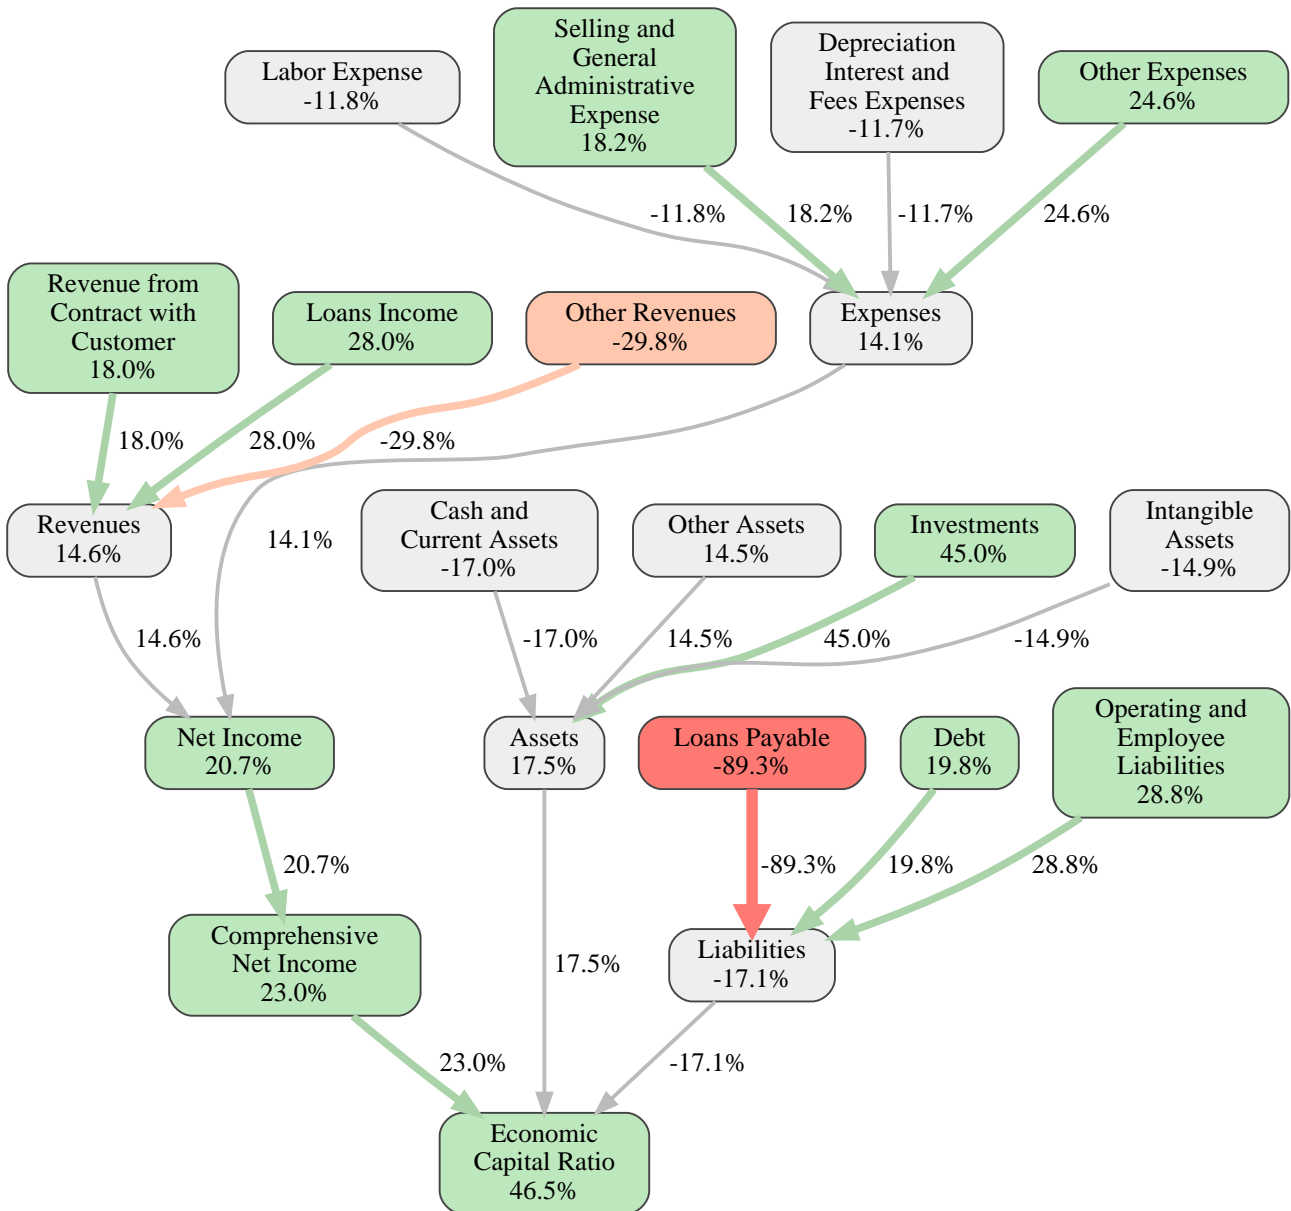 Labor Expense
-11.8%
Selling and
General
Administrative
Expense
18.2%
Depreciation
Interest and
Fees Expenses
-11.7%
Other Expenses
24.6%
-11.8%
18.2%
-11.7%
24.6%
Revenue from
Contract with
Customer
18.0%
Loans Income
28.0%
Other Revenues
-29.8%
Expenses
14.1%
18.0%
28.0%
-29.8%
Revenues
14.6%
14.1%
Cash and
Current Assets
-17.0%
Other Assets
14.5%
Investments
45.0%
Intangible
Assets
-14.9%
14.6%
-17.0%
14.5%
45.0%
-14.9%
Net Income
20.7%
Assets
17.5%
Loans Payable
-89.3%
Debt
19.8%
Operating and
Employee
Liabilities
28.8%
20.7%
-89.3%
19.8%
28.8%
Comprehensive
Net Income
23.0%
17.5%
Liabilities
-17.1%
23.0%
-17.1%
Economic
Capital Ratio
46.5%